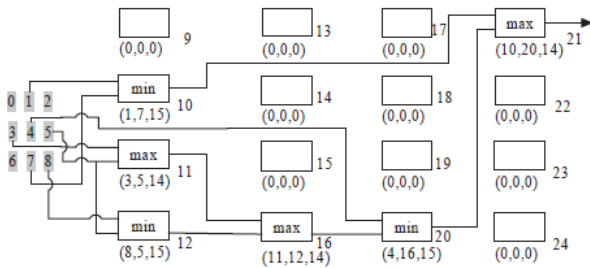 9 13 17 max
(0,0,0) (0,0,0) (0,0,0) (10,20,14) 21
min
0 1 2 (1,7,15) 10 14 18 22
(0,0,0) (0,0,0) (0,0,0)
3 4 5 max
6 7 8 (3,5,14) 11 15 19 23
(0,0,0) (0,0,0) (0,0,0)
min max min
(8,5,15) 12 (11,12,14) 16 (4,16,15) 20 (0,0,0) 24